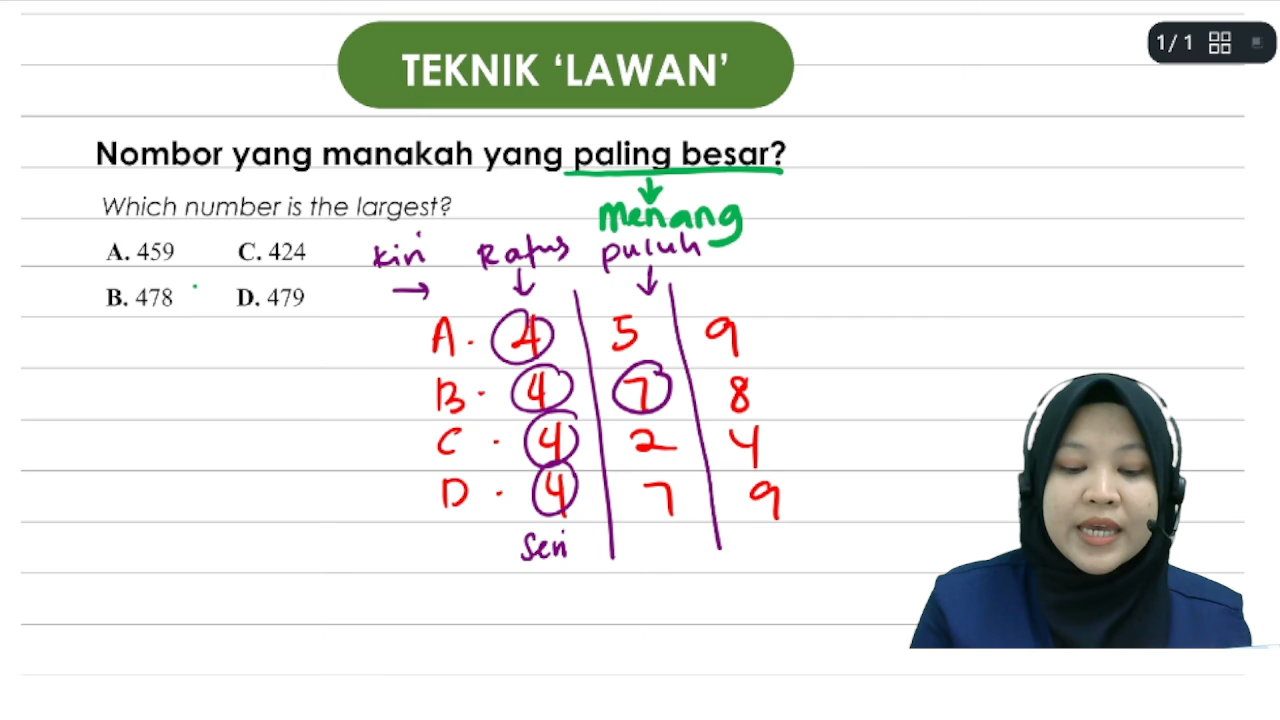 1/1
TEKNIK ‘LAWAN’
Nombor yang manakah yang paling besar?
Which number is the largest?
Menang
A. 459 C. 424
B. 478 D. 479
Kiri Ratus puluh
A. 4 5 9
B. 4 7 8
C. 4 2 4
D. 4 7 9
Seri